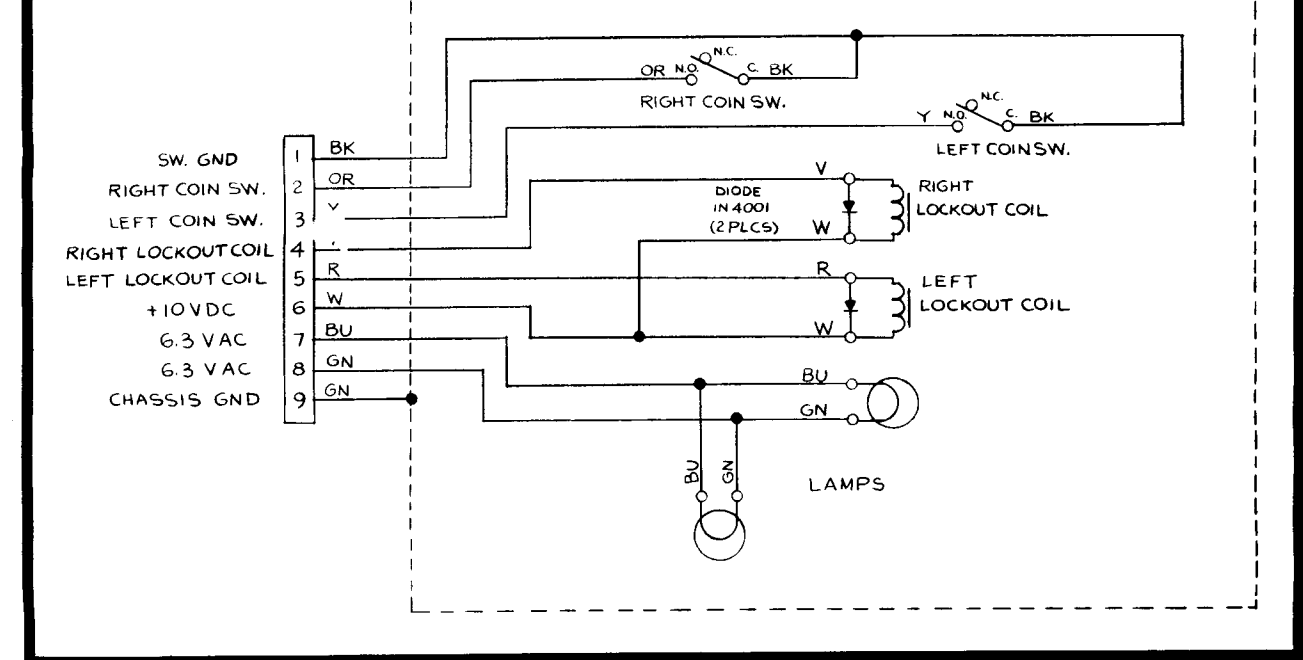 N.C.
OR N.O. C. BK
RIGHT COIN SW.
N.C.
Y N.O. C. BK
LEFT COIN SW.
SW. GND 1 BK
RIGHT COIN SW. 2 OR
LEFT COIN SW. 3 Y
RIGHT LOCKOUT COIL 4
LEFT LOCKOUT COIL 5 R
+10VDC 6 W
6.3 VAC 7 BU
6.3 VAC 8 GN
CHASSIS GND 9 GN
V
DIODE
IN 4001
(2 PLCS)
W
RIGHT
LOCKOUT COIL
R
W
LEFT
LOCKOUT COIL
BU
GN
BU GN
LAMPS